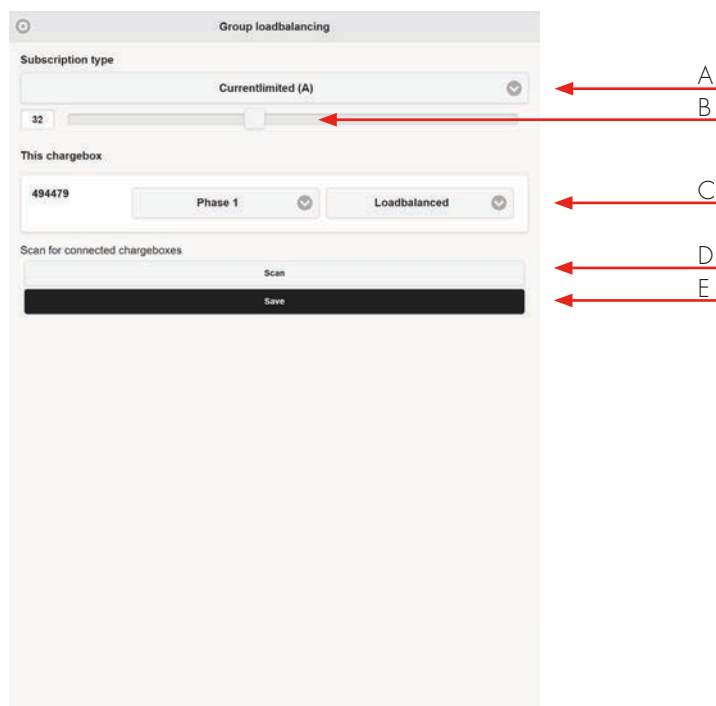 Group loadbalancing
Subscription type
Currentlimited (A)
A
32
B
This chargebox
494479
Phase 1
Loadbalanced
C
Scan for connected chargeboxes
Scan
D
Save
E